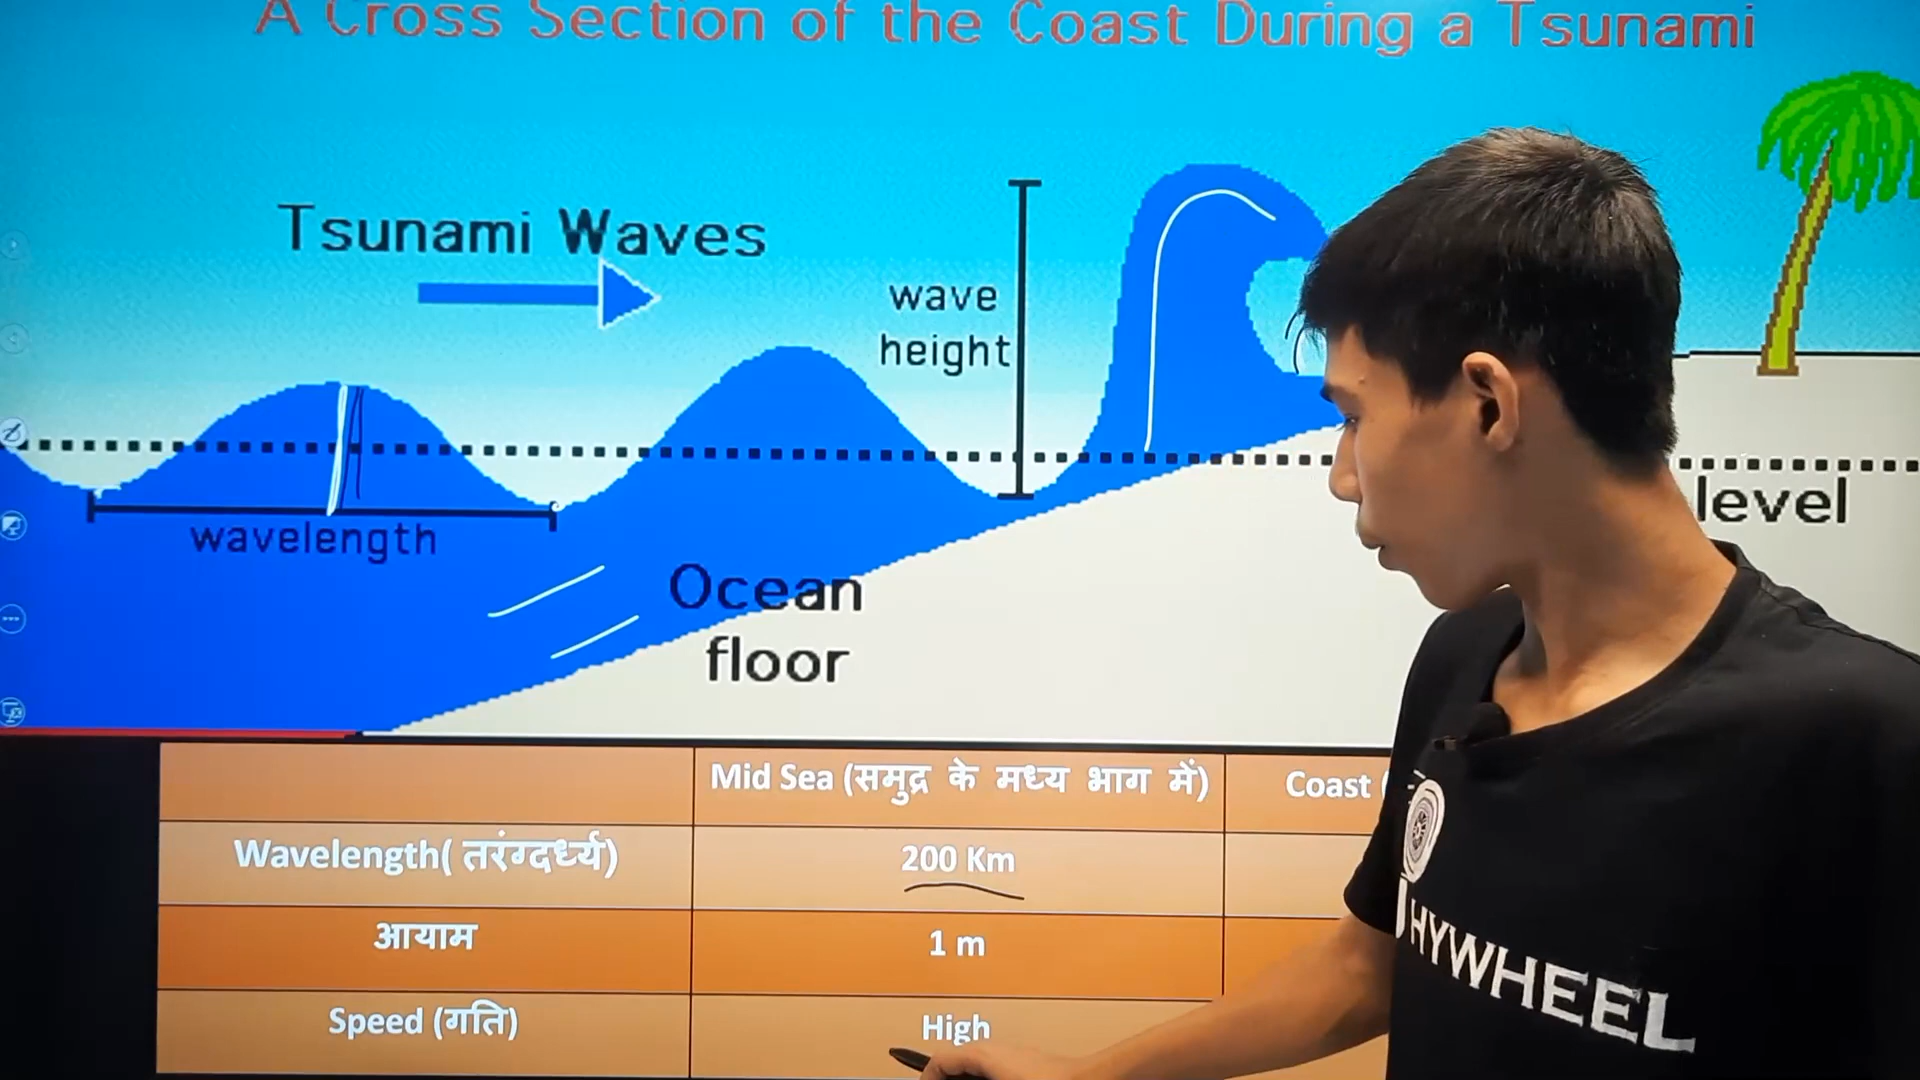 A Cross Section of the Coast During a Tsunami
Tsunami Waves
wave
height
level
wavelength
Ocean
floor
Mid Sea (समुद्र के मध्य भाग में)
Coast (
Wavelength( तरंग्दर्ध्य)
200 Km
आयाम
1 m
Speed (गति)
High
HYWHEEL